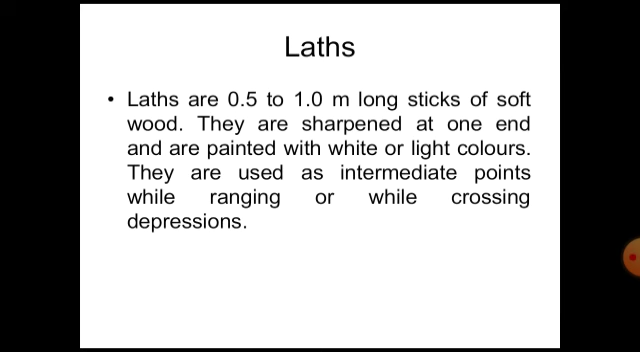 Laths
• Laths are 0.5 to 1.0 m long sticks of soft
wood. They are sharpened at one end
and are painted with white or light colours.
They are used as intermediate points
while ranging or while crossing
depressions.